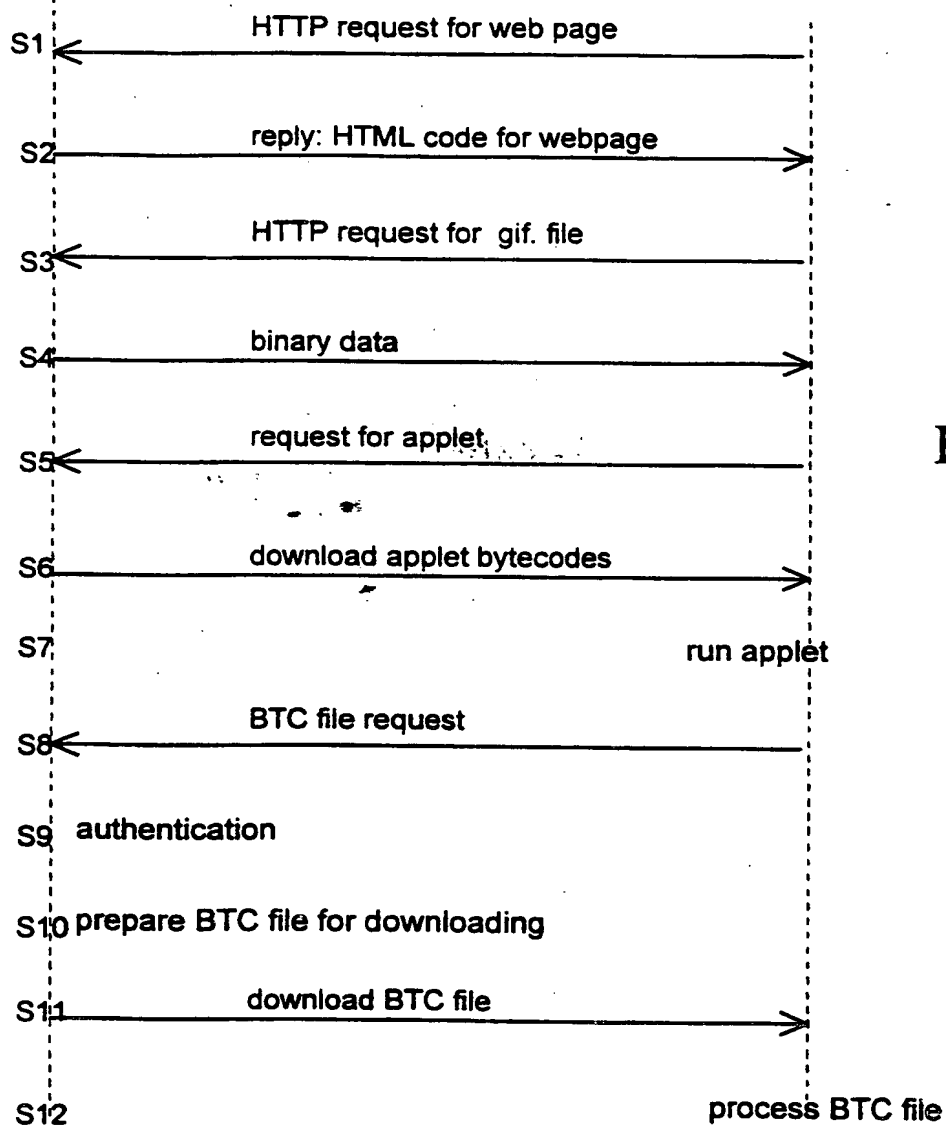 S1 HTTP request for web page
S2 reply: HTML code for webpage
S3 HTTP request for gif. file
S4 binary data
S5 request for applet
S6 download applet bytecodes
S7 run applet
S8 BTC file request
S9 authentication
S10 prepare BTC file for downloading
S11 download BTC file
S12 process BTC file